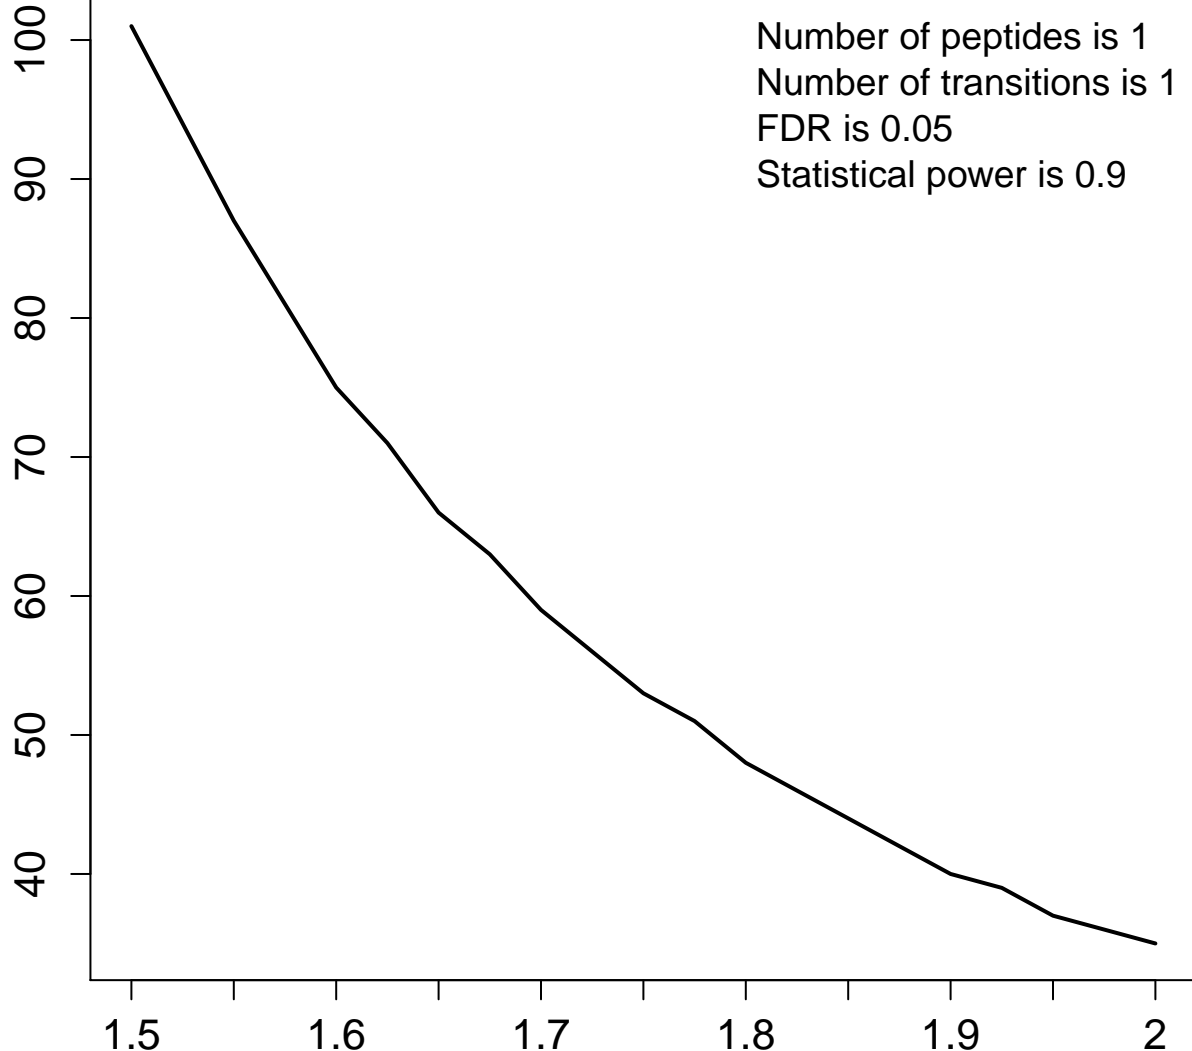 Number of peptides is 1
Number of transitions is 1
FDR is 0.05
Statistical power is 0.9
100
90
80
70
60
50
40
1.5 1.6 1.7 1.8 1.9 2